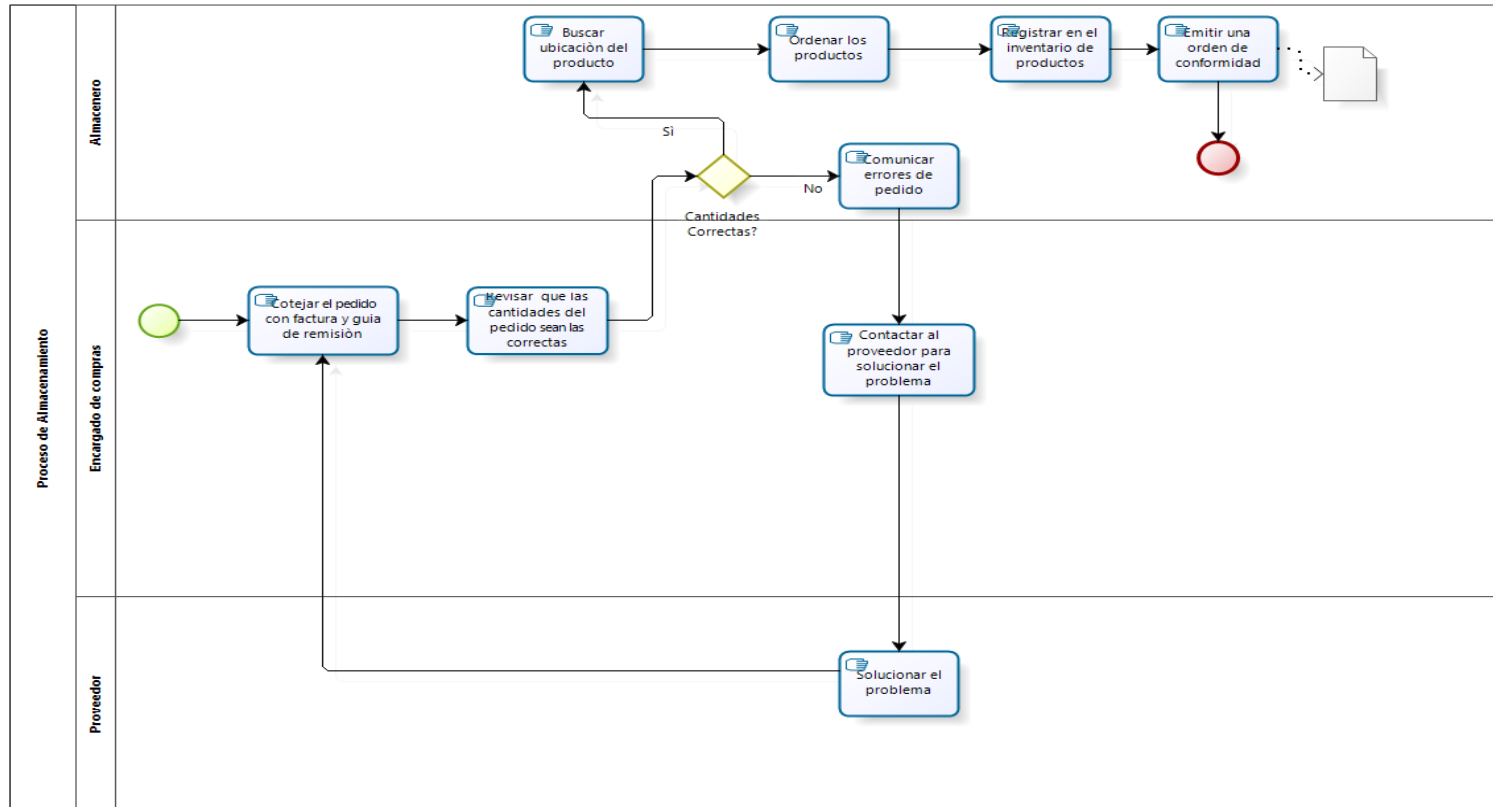 Proceso de Almacenamiento
Almacenero
Buscar
ubicaciòn del
producto
Ordenar los
productos
Registrar en el
inventario de
productos
Emitir una
orden de
conformidad
Sì
No
Cantidades
Correctas?
Comunicar
errores de
pedido
Encargado de compras
Cotejar el pedido
con factura y guia
de remisiòn
Revisar que las
cantidades del
pedido sean las
correctas
Contactar al
proveedor para
solucionar el
problema
Proveedor
Solucionar el
problema